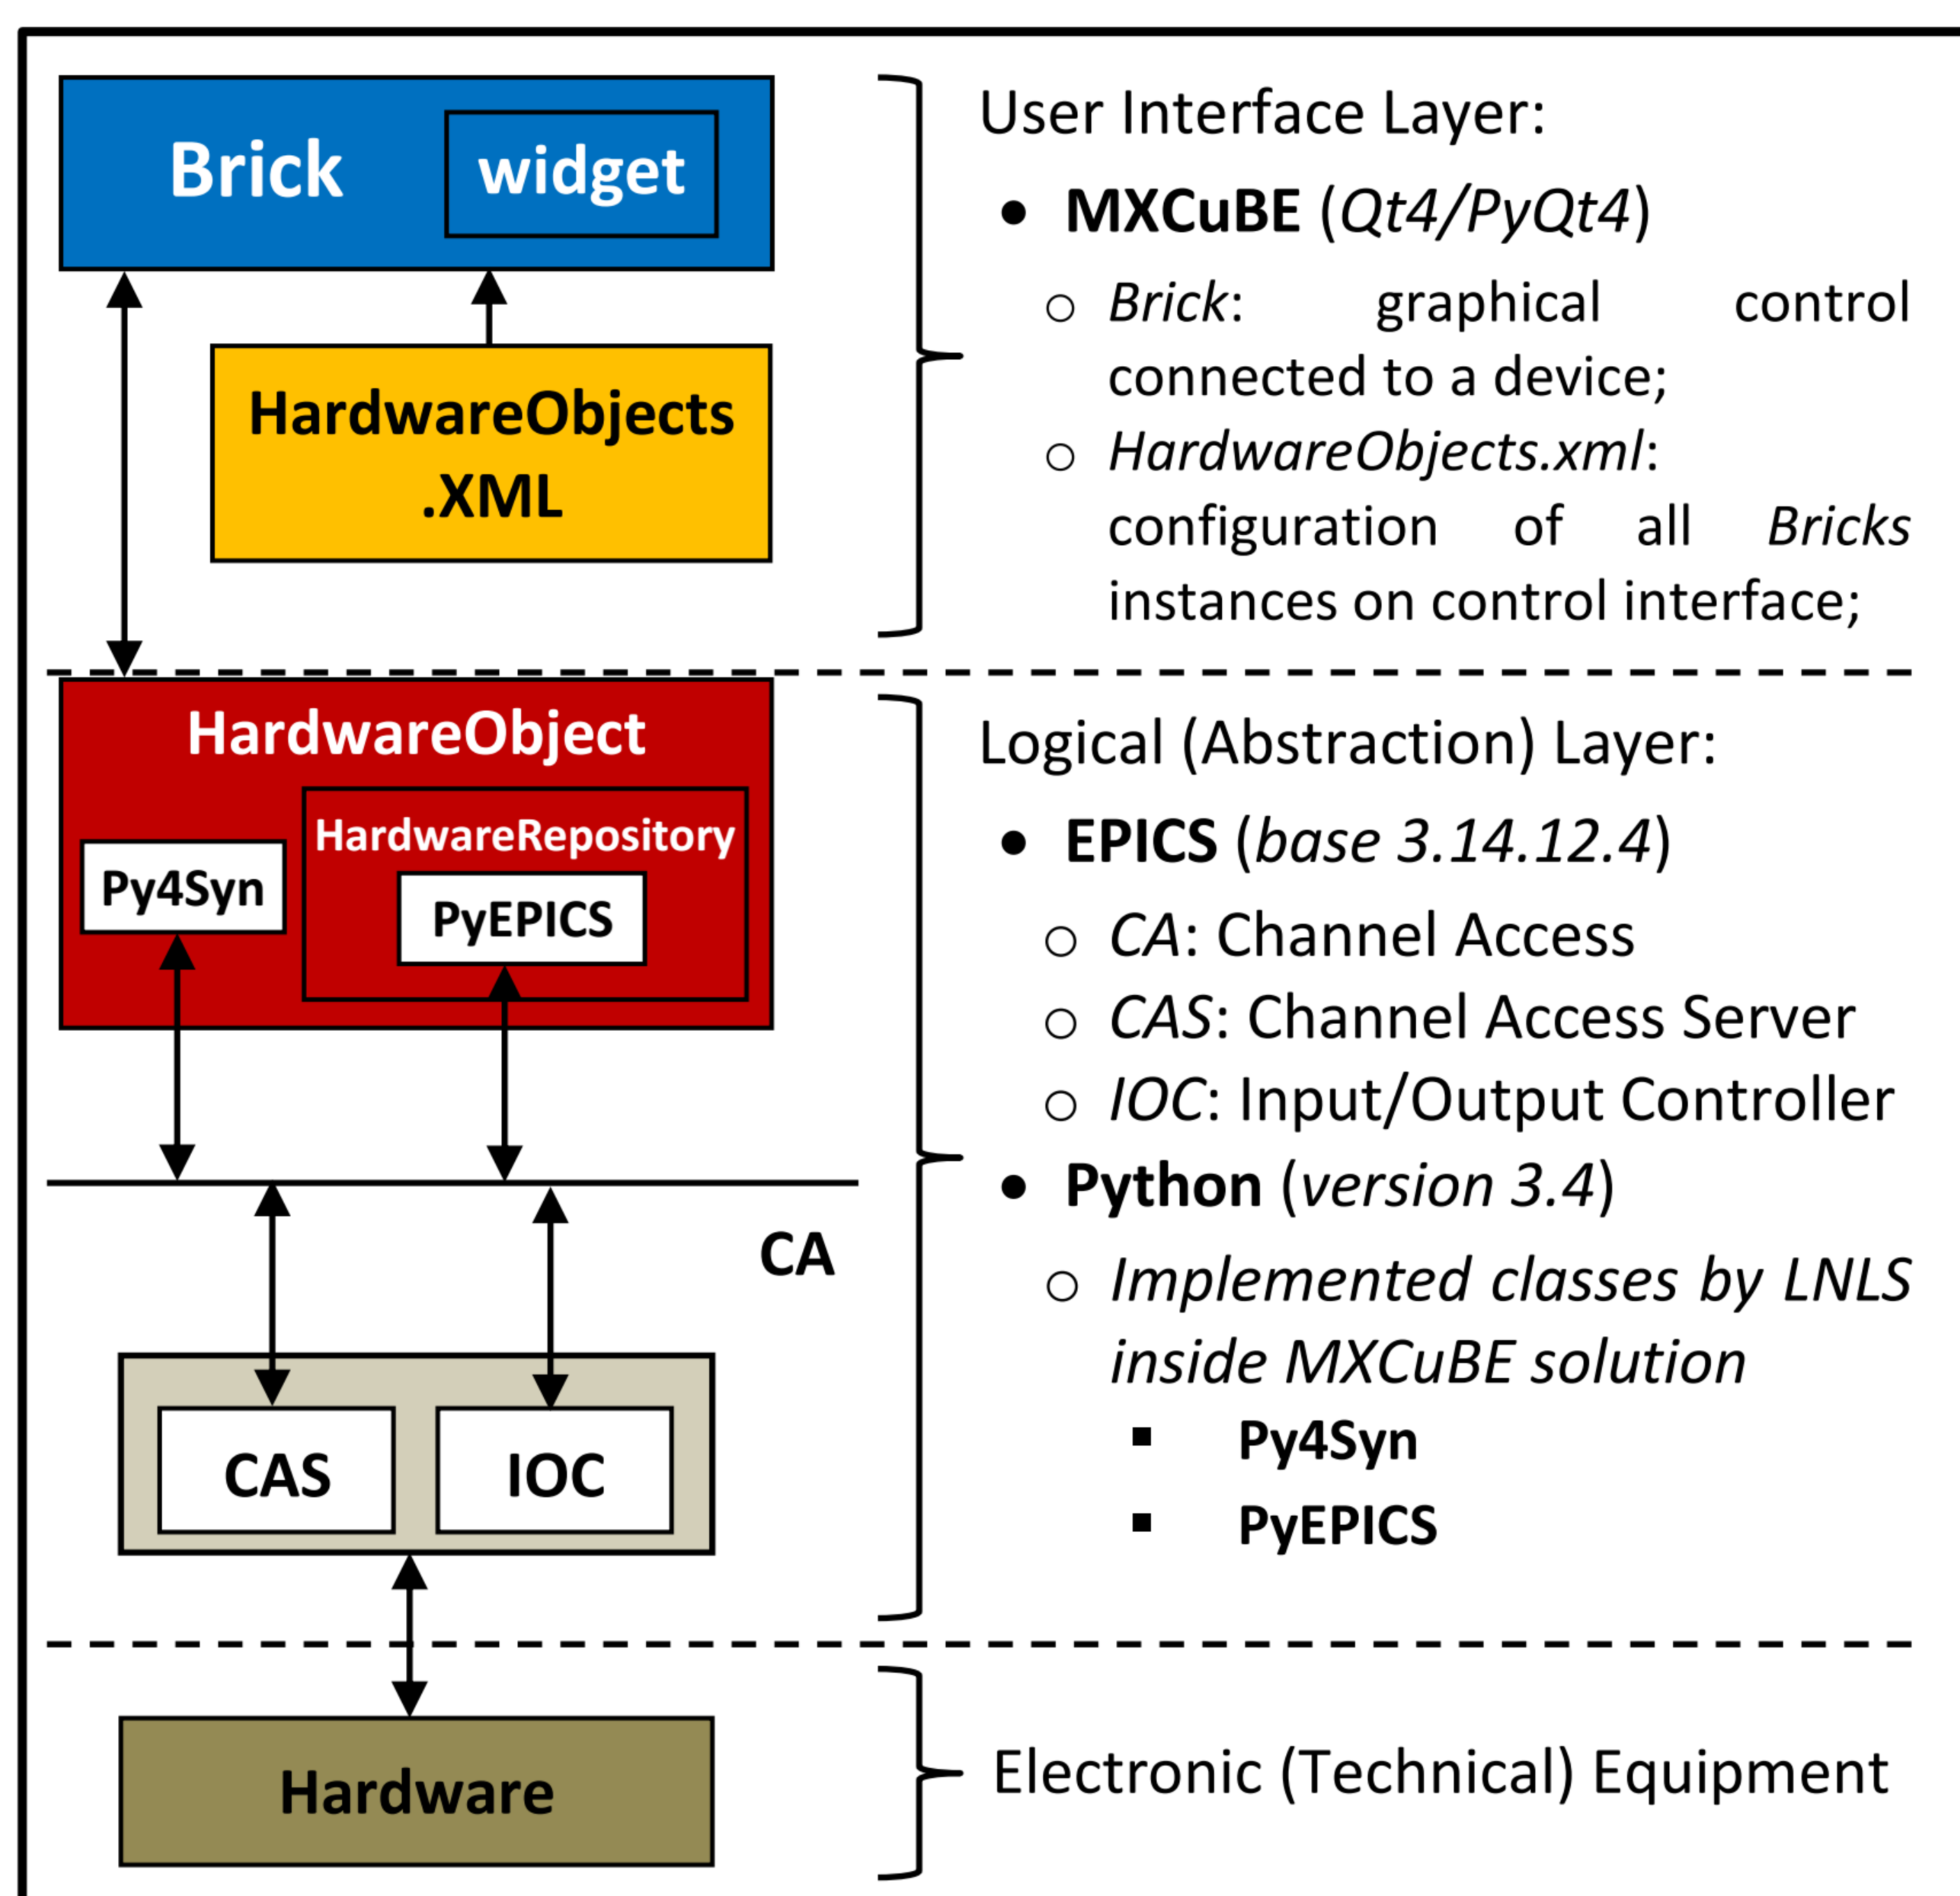 Brick
widget
HardwareObjects
.XML
User Interface Layer:
• MXCuBE (Qt4/PyQt4)
○ Brick: graphical control
connected to a device;
○ HardwareObjects.xml:
configuration of all Bricks
instances on control interface;
HardwareObject
HardwareRepository
Py4Syn
PyEPICS
CA
CAS
IOC
Logical (Abstraction) Layer:
• EPICS (base 3.14.12.4)
○ CA: Channel Access
○ CAS: Channel Access Server
○ IOC: Input/Output Controller
• Python (version 3.4)
○ Implemented classes by LNLS
inside MXCuBE solution
▪ Py4Syn
▪ PyEPICS
Hardware
Electronic (Technical) Equipment